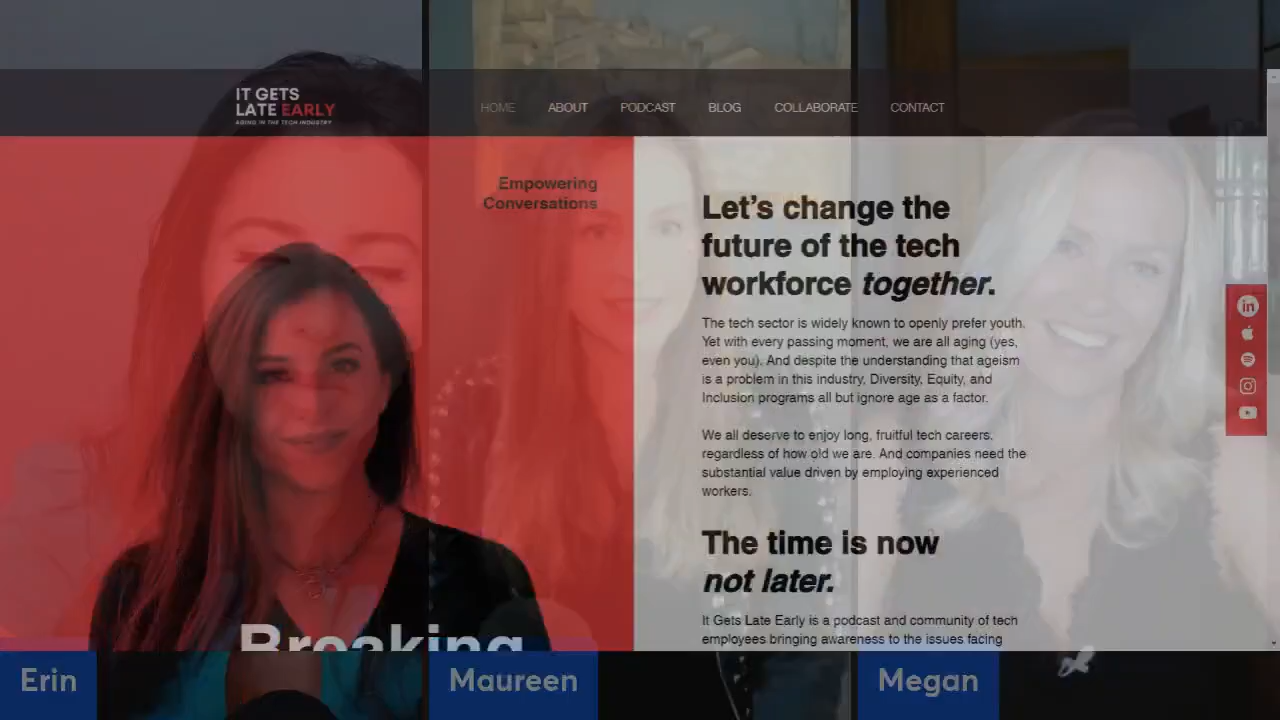 IT GETS
LATE EARLY
AGING IN THE TECH INDUSTRY
HOME ABOUT PODCAST BLOG COLLABORATE CONTACT
Empowering
Conversations
Let’s change the
future of the tech
workforce together.
The tech sector is widely known to openly prefer youth.
Yet with every passing moment, we are all aging (yes,
even you). And despite the understanding that ageism
is a problem in this industry, Diversity, Equity, and
Inclusion programs all but ignore age as a factor.
We all deserve to enjoy long, fruitful tech careers,
regardless of how old we are. And companies need the
substantial value driven by employing experienced
workers.
The time is now
not later.
It Gets Late Early is a podcast and community of tech
employees bringing awareness to the issues facing
Breaking
in
Erin
Maureen
Megan